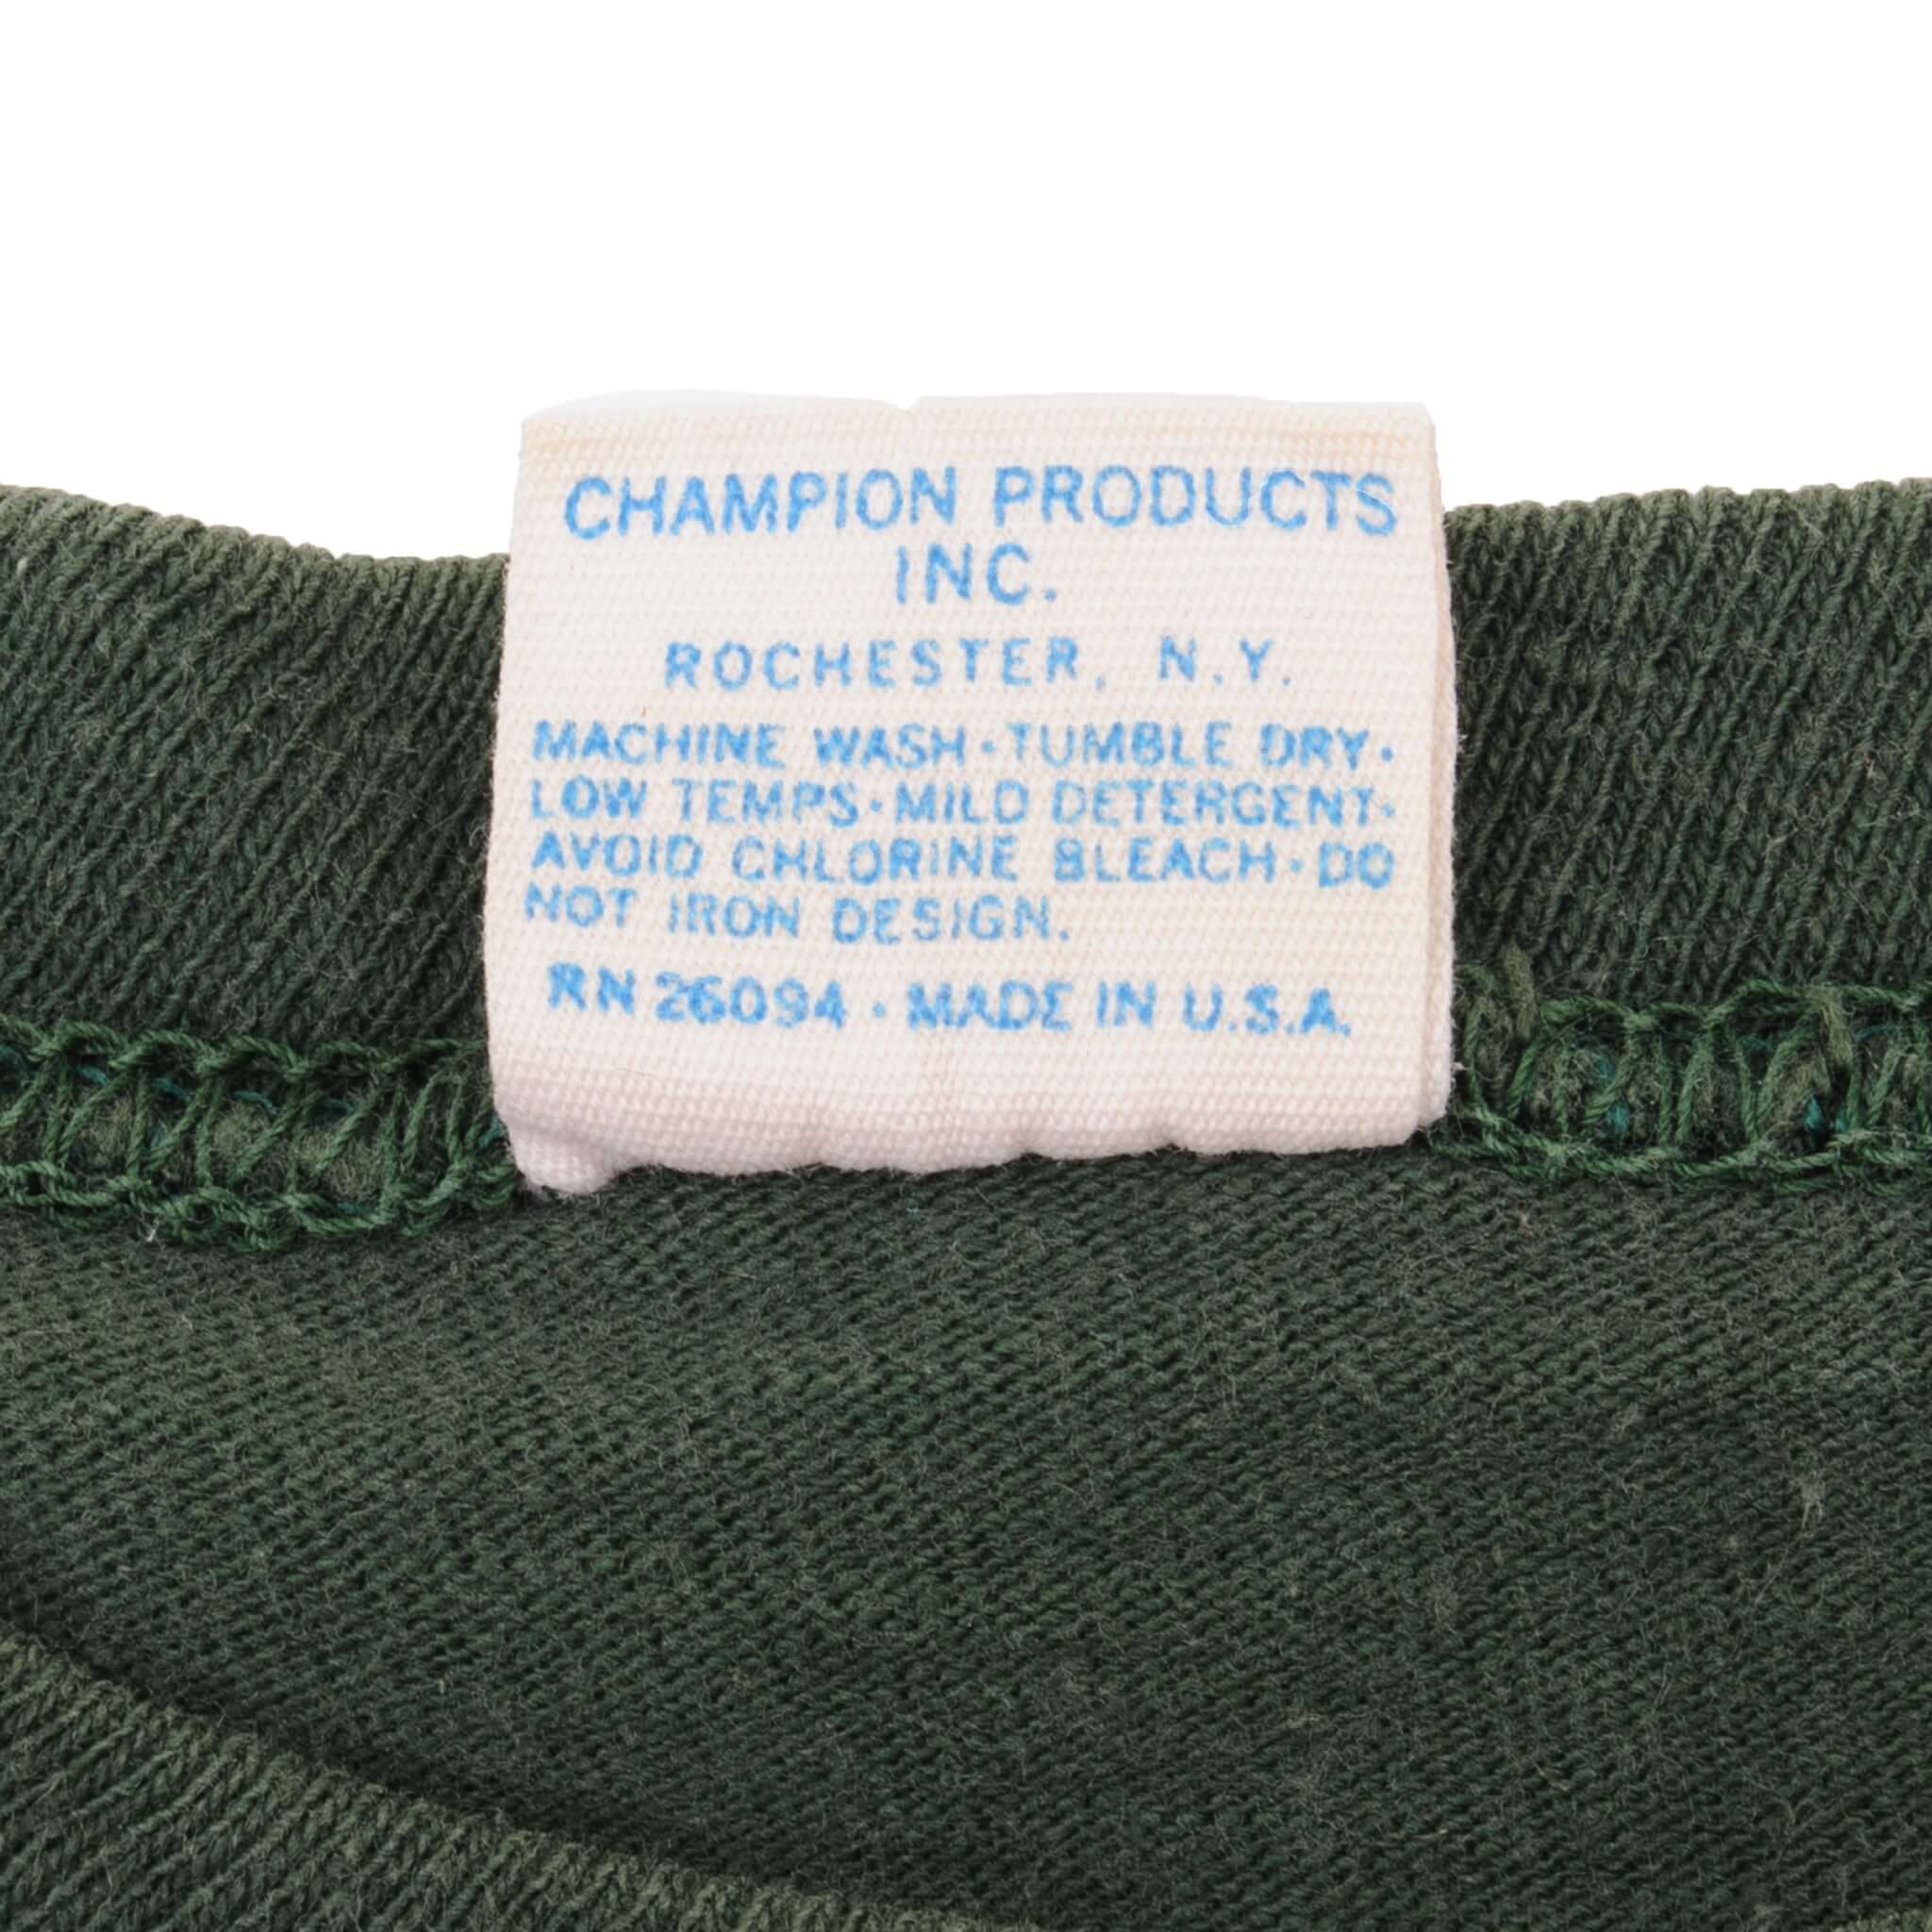 CHAMPION PRODUCTS
INC.
ROCHESTER, N.Y.
MACHINE WASH·TUMBLE DRY·
LOW TEMPS·MILD DETERGENT·
AVOID CHLORINE BLEACH·DO
NOT IRON DESIGN.
RN 26094 · MADE IN U.S.A.